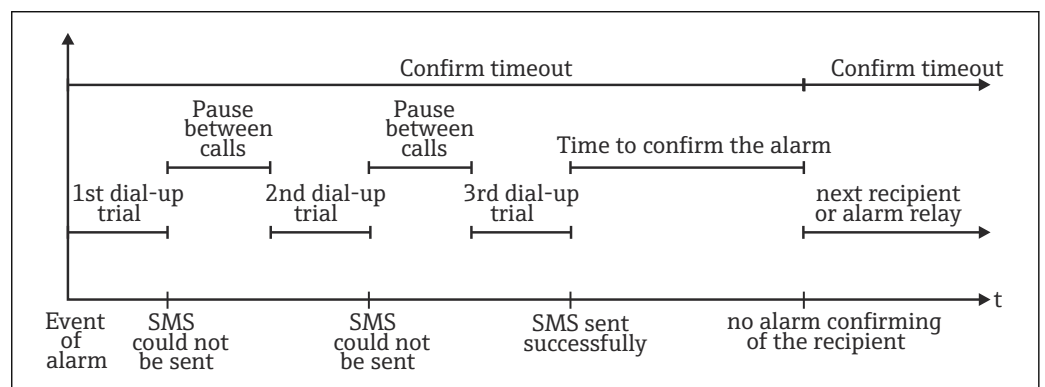 Confirm timeout
Confirm timeout
Pause
between
calls
Pause
between
calls
Time to confirm the alarm
1st dial-up
trial
2nd dial-up
trial
3rd dial-up
trial
next recipient
or alarm relay
t
Event
of
alarm
SMS
could not
be sent
SMS
could not
be sent
SMS sent
successfully
no alarm confirming
of the recipient